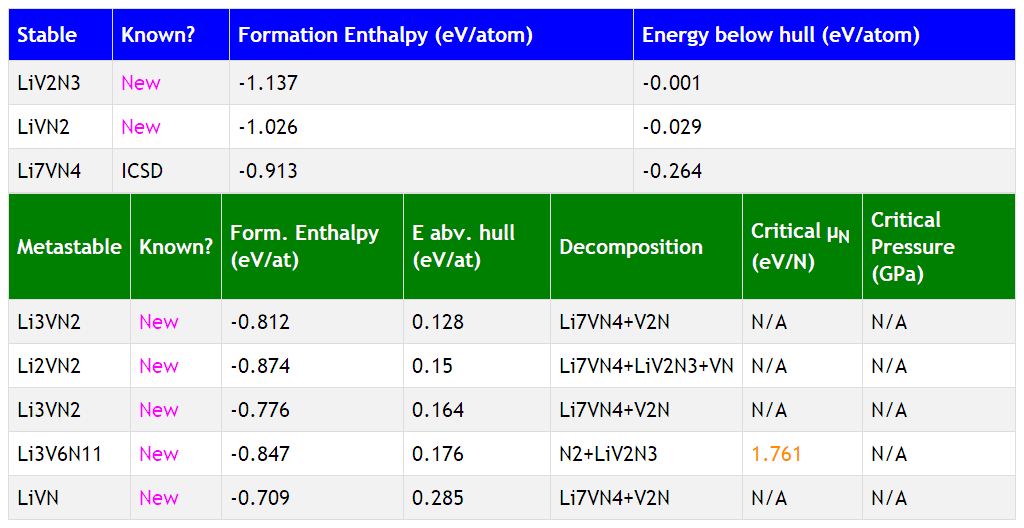 Stable Known? Formation Enthalpy (eV/atom) Energy below hull (eV/atom)
LiV2N3 New -1.137 -0.001
LiVN2 New -1.026 -0.029
Li7VN4 ICSD -0.913 -0.264
Metastable Known? Form. Enthalpy (eV/at) E abv. hull (eV/at) Decomposition Critical μN (eV/N) Critical Pressure (GPa)
Li3VN2 New -0.812 0.128 Li7VN4+V2N N/A N/A
Li2VN2 New -0.874 0.15 Li7VN4+LiV2N3+VN N/A N/A
Li3VN2 New -0.776 0.164 Li7VN4+V2N N/A N/A
Li3V6N11 New -0.847 0.176 N2+LiV2N3 1.761 N/A
LiVN New -0.709 0.285 Li7VN4+V2N N/A N/A